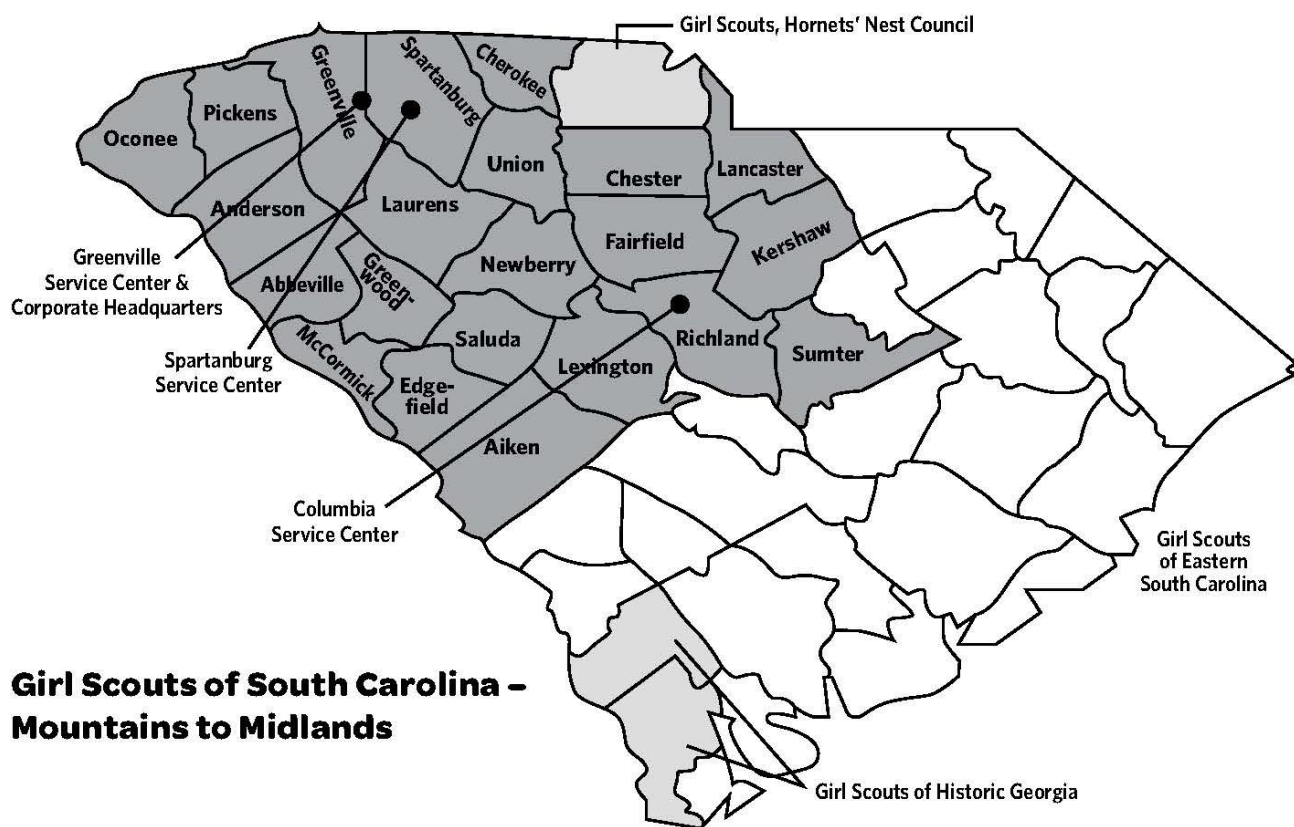 Girl Scouts, Hornets' Nest Council
Greenville
Spartanburg
Cherokee
Pickens
Oconee
Union
Chester
Lancaster
Anderson
Laurens
Fairfield
Kershaw
Greenville
Service Center &
Corporate Headquarters
Abbeville
Green-
wood
Newberry
Spartanburg
Service Center
McCormick
Saluda
Lexington
Richland
Sumter
Edge-
field
Aiken
Columbia
Service Center
Girl Scouts
of Eastern
South Carolina
Girl Scouts of South Carolina –
Mountains to Midlands
Girl Scouts of Historic Georgia